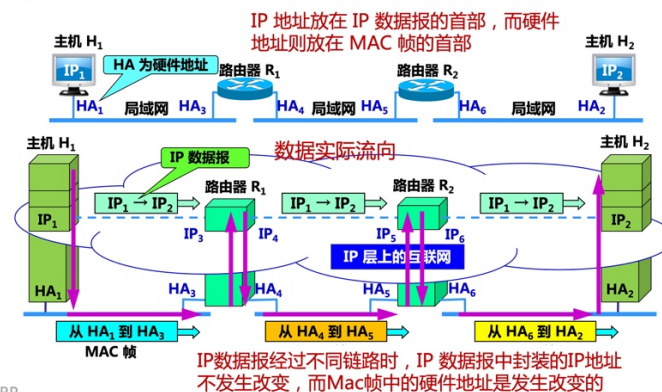 IP 地址放在 IP 数据报的首部，而硬件
地址则放在 MAC 帧的首部
主机 H1
主机 H2
IP1
HA 为硬件地址
路由器 R1
路由器 R2
IP2
HA1
局域网
HA3
HA4
局域网
HA5
HA6
局域网
HA2
主机 H1
IP 数据报
数据实际流向
主机 H2
路由器 R1
路由器 R2
IP1 → IP2
IP1 → IP2
IP1 → IP2
IP1
IP3
IP4
IP5
IP6
IP2
IP 层上的互联网
HA1
HA3
HA4
HA5
HA6
HA2
从 HA1 到 HA3
从 HA4 到 HA5
从 HA6 到 HA2
MAC 帧
IP数据报经过不同链路时，IP 数据报中封装的IP地址
不发生改变，而Mac帧中的硬件地址是发生改变的